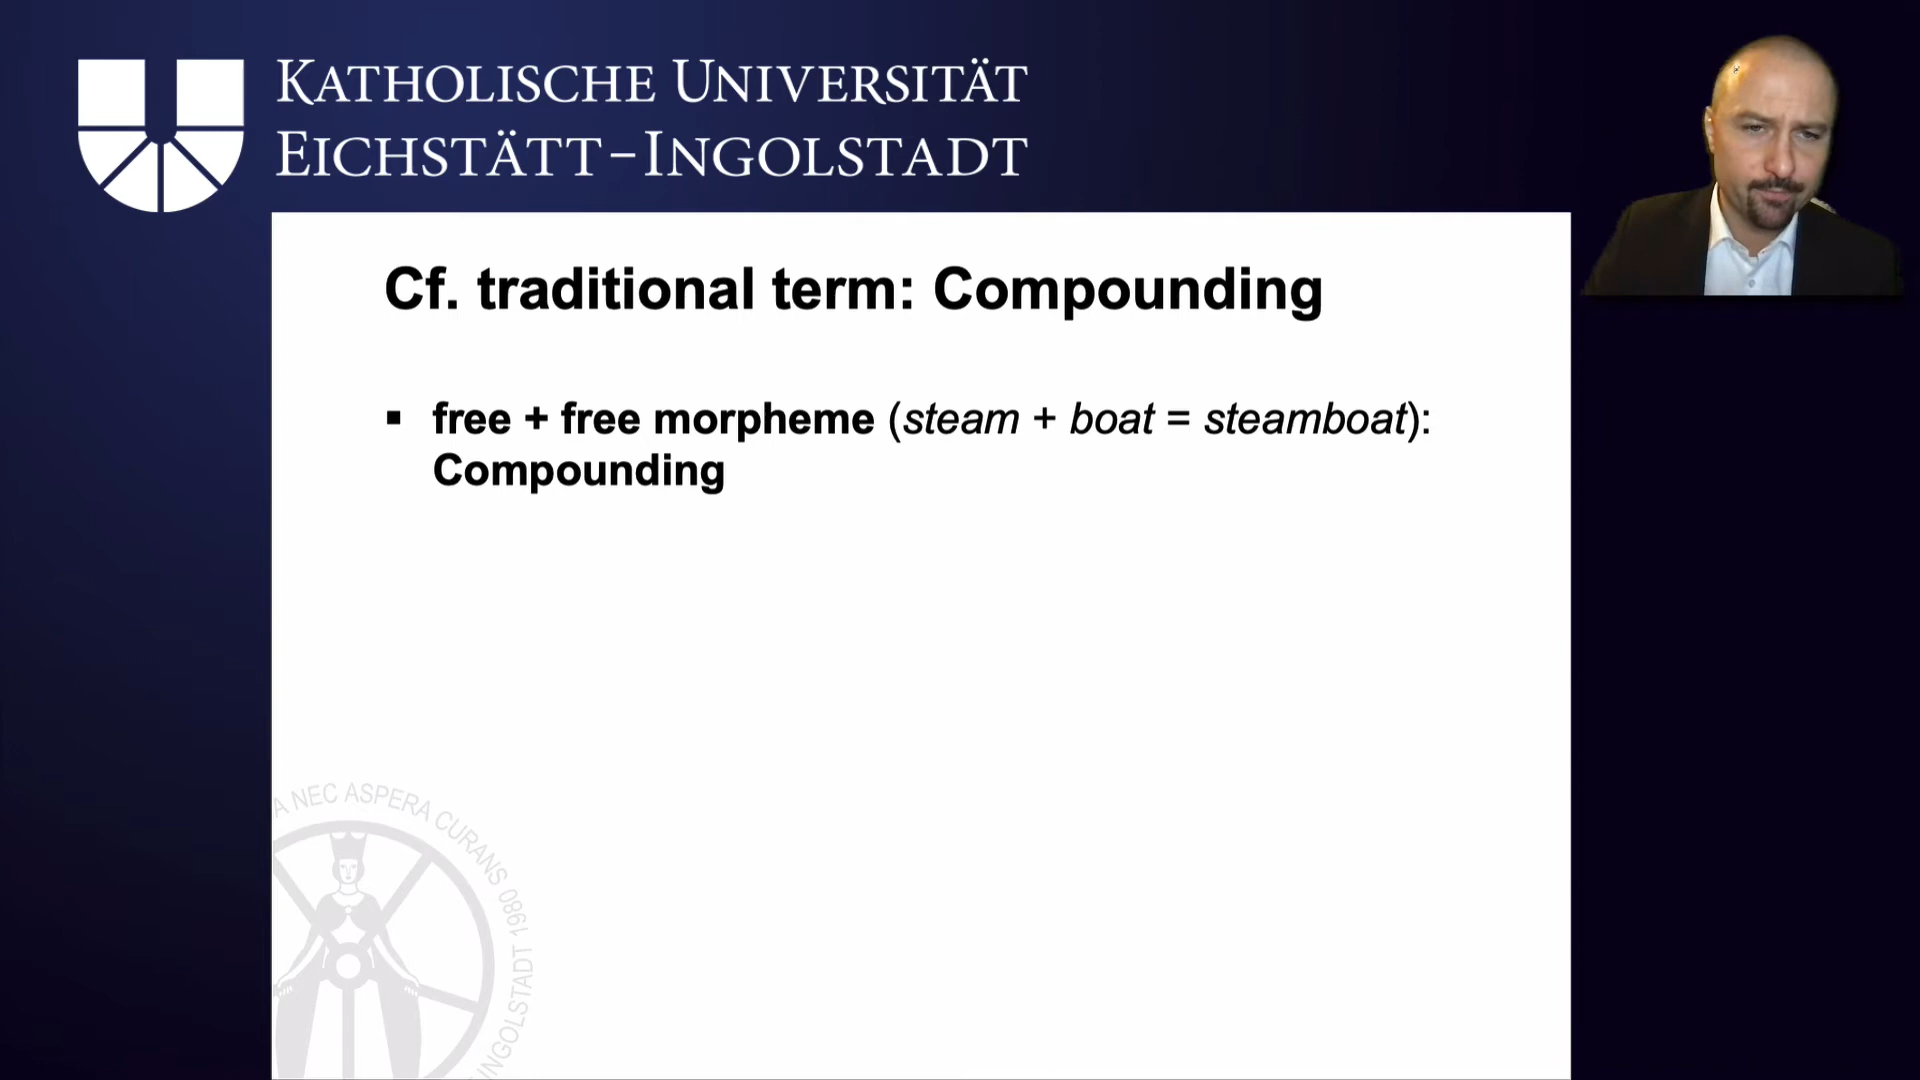 KATHOLISCHE UNIVERSITÄT
EICHSTÄTT-INGOLSTADT
Cf. traditional term: Compounding
▪ free + free morpheme (steam + boat = steamboat):
Compounding
A NEC ASPERA CURANS 1980
INGOLSTADT